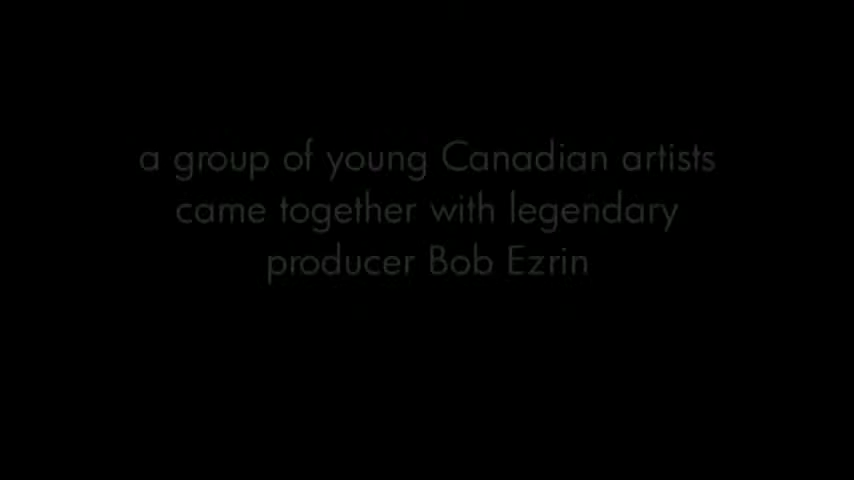 a group of young Canadian artists
came together with legendary
producer Bob Ezrin